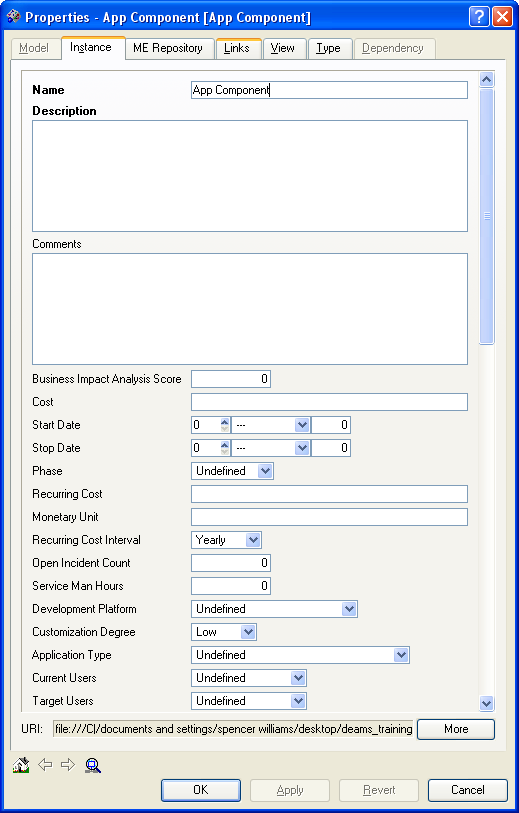 Properties - App Component [App Component]
Model Instance ME Repository Links View Type Dependency
Name App Component
Description
Comments
Business Impact Analysis Score 0
Cost
Start Date 0 --- 0
Stop Date 0 --- 0
Phase Undefined
Recurring Cost
Monetary Unit
Recurring Cost Interval Yearly
Open Incident Count 0
Service Man Hours 0
Development Platform Undefined
Customization Degree Low
Application Type Undefined
Current Users Undefined
Target Users Undefined
URI: file:///C|/documents and settings/spencer williams/desktop/deams_training More
OK Apply Revert Cancel